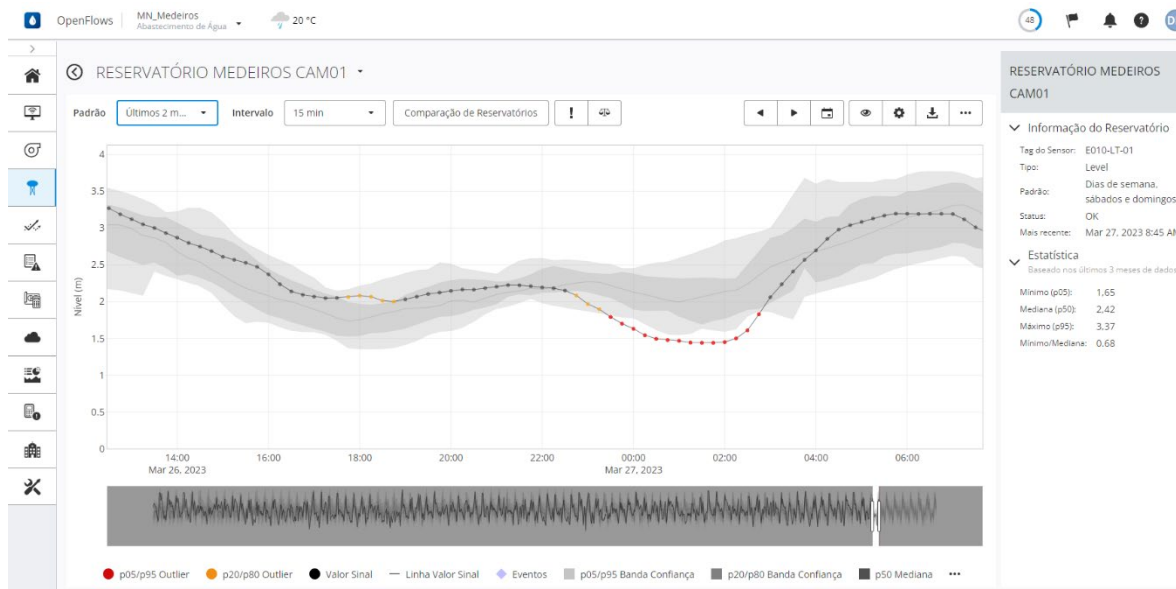 OpenFlows
MN_Medeiros
Abastecimento de Água
20 °C
48
RESERVATÓRIO MEDEIROS CAM01
Padrão
Últimos 2 m...
Intervalo
15 min
Comparação de Reservatórios
4
3.5
3
2.5
2
1.5
1
0.5
0
Nível (m)
14:00
16:00
18:00
20:00
22:00
00:00
02:00
04:00
06:00
Mar 26, 2023
Mar 27, 2023
p05/p95 Outlier
p20/p80 Outlier
Valor Sinal
Linha Valor Sinal
Eventos
p05/p95 Banda Confiança
p20/p80 Banda Confiança
p50 Mediana
RESERVATÓRIO MEDEIROS
CAM01
Informação do Reservatório
Tag do Sensor: E010-LT-01
Tipo: Level
Padrão: Dias de semana,
sábados e domingos
Status: OK
Mais recente: Mar 27, 2023 8:45 AM
Estatística
Baseado nos últimos 3 meses de dados
Mínimo (p05): 1,65
Mediana (p50): 2,42
Máximo (p95): 3,37
Mínimo/Mediana: 0,68